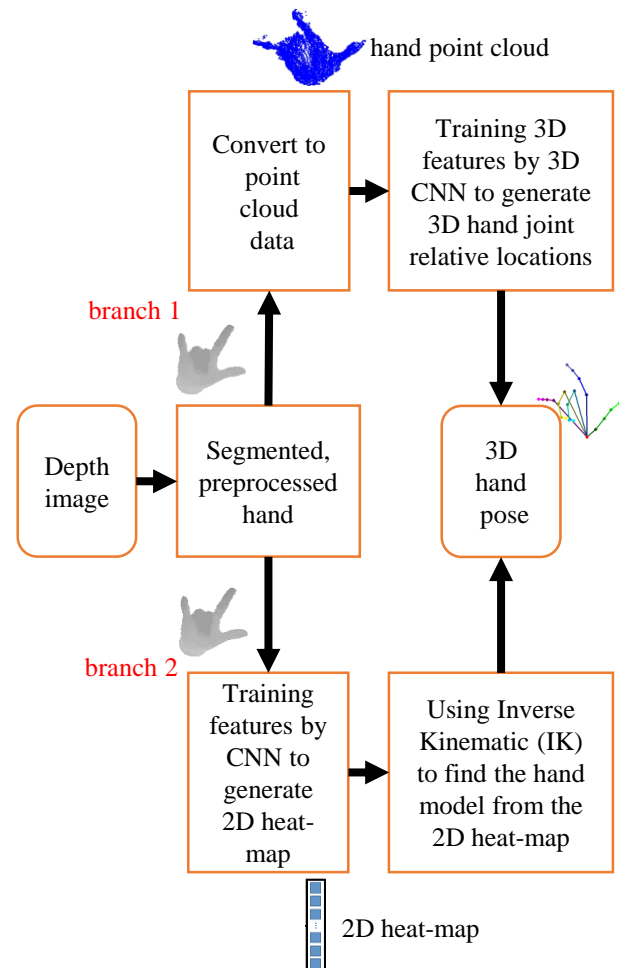 hand point cloud
Convert to
point
cloud
data
Training 3D
features by 3D
CNN to generate
3D hand joint
relative locations
branch 1
Depth
image
Segmented,
preprocessed
hand
3D
hand
pose
branch 2
Training
features by
CNN to
generate
2D heat-
map
Using Inverse
Kinematic (IK)
to find the hand
model from the
2D heat-map
2D heat-map